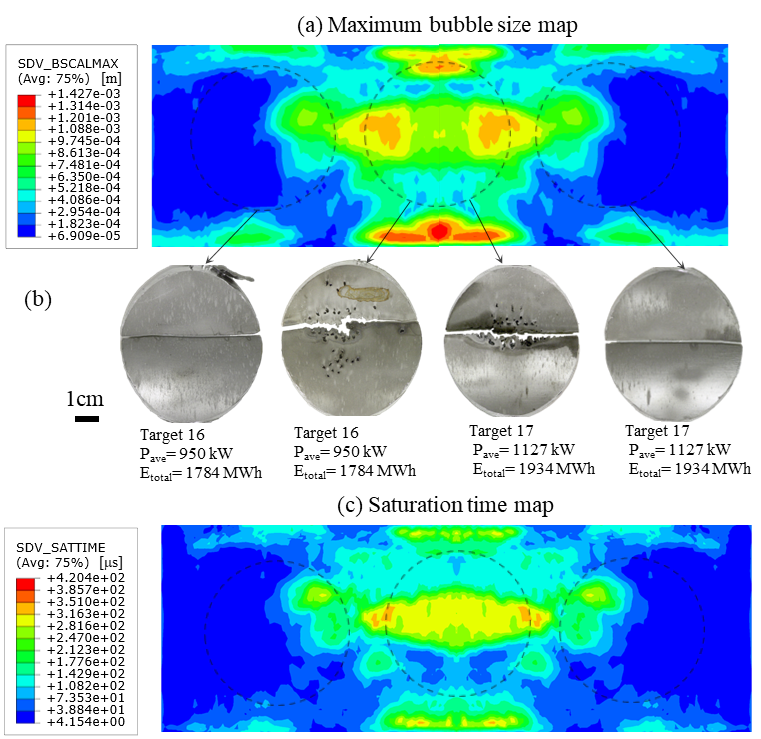 (a) Maximum bubble size map
SDV_BSCALMAX
(Avg: 75%) [m]
+1.427e-03
+1.314e-03
+1.201e-03
+1.088e-03
+9.745e-04
+8.613e-04
+7.481e-04
+6.350e-04
+5.218e-04
+4.086e-04
+2.954e-04
+1.823e-04
+6.909e-05
(b)
1cm
Target 16
Pave= 950 kW
Etotal= 1784 MWh
Target 16
Pave= 950 kW
Etotal= 1784 MWh
Target 17
Pave= 1127 kW
Etotal= 1934 MWh
Target 17
Pave= 1127 kW
Etotal= 1934 MWh
(c) Saturation time map
SDV_SATTIME
(Avg: 75%) [μs]
+4.204e+02
+3.857e+02
+3.510e+02
+3.163e+02
+2.816e+02
+2.470e+02
+2.123e+02
+1.776e+02
+1.429e+02
+1.082e+02
+7.353e+01
+3.884e+01
+4.154e+00